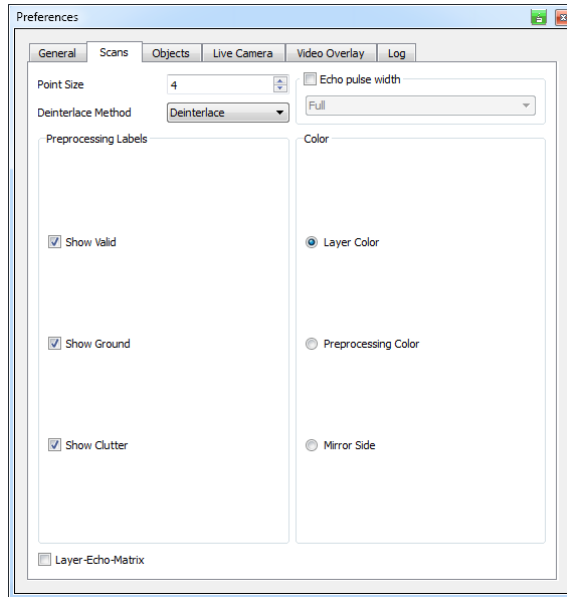 Preferences
General Scans Objects Live Camera Video Overlay Log
Point Size 4
Echo pulse width
Deinterlace Method Deinterlace
Full
Preprocessing Labels
Color
Show Valid
Layer Color
Show Ground
Preprocessing Color
Show Clutter
Mirror Side
Layer-Echo-Matrix